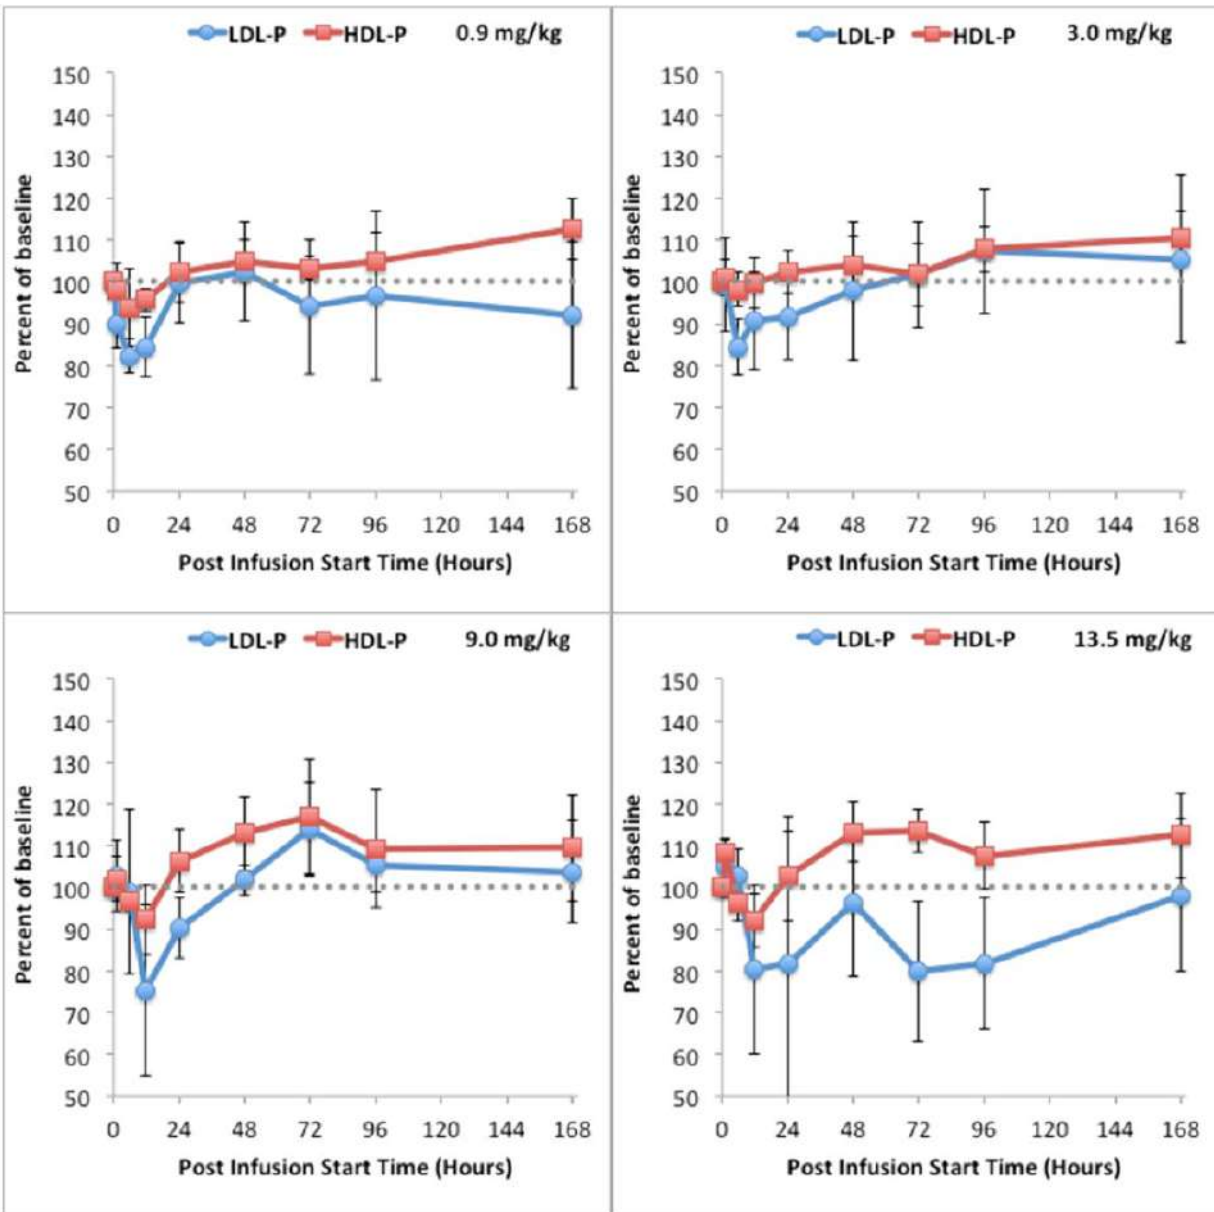 LDL-P HDL-P 0.9 mg/kg
150
140
130
120
110
100
90
80
70
60
50
Percent of baseline
0 24 48 72 96 120 144 168
Post Infusion Start Time (Hours)
LDL-P HDL-P 3.0 mg/kg
150
140
130
120
110
100
90
80
70
60
50
Percent of baseline
0 24 48 72 96 120 144 168
Post Infusion Start Time (Hours)
LDL-P HDL-P 9.0 mg/kg
150
140
130
120
110
100
90
80
70
60
50
Percent of baseline
0 24 48 72 96 120 144 168
Post Infusion Start Time (Hours)
LDL-P HDL-P 13.5 mg/kg
150
140
130
120
110
100
90
80
70
60
50
Percent of baseline
0 24 48 72 96 120 144 168
Post Infusion Start Time (Hours)